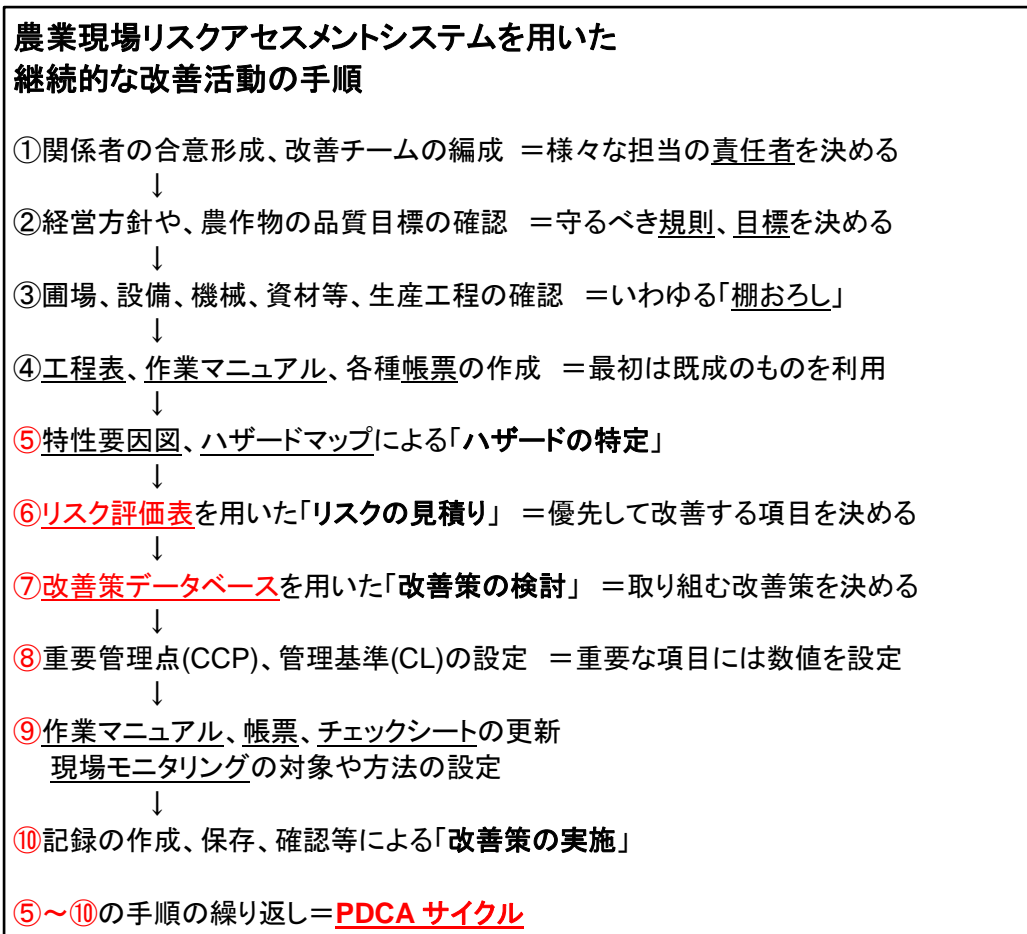 農業現場リスクアセスメントシステムを用いた
継続的な改善活動の手順
①関係者の合意形成、改善チームの編成 ＝様々な担当の責任者を決める
↓
②経営方針や、農作物の品質目標の確認 ＝守るべき規則、目標を決める
↓
③圃場、設備、機械、資材等、生産工程の確認 ＝いわゆる「棚おろし」
↓
④工程表、作業マニュアル、各種帳票の作成 ＝最初は既成のものを利用
↓
⑤特性要因図、ハザードマップによる「ハザードの特定」
↓
⑥リスク評価表を用いた「リスクの見積り」 ＝優先して改善する項目を決める
↓
⑦改善策データベースを用いた「改善策の検討」 ＝取り組む改善策を決める
↓
⑧重要管理点(CCP)、管理基準(CL)の設定 ＝重要な項目には数値を設定
↓
⑨作業マニュアル、帳票、チェックシートの更新
現場モニタリングの対象や方法の設定
↓
⑩記録の作成、保存、確認等による「改善策の実施」
⑤～⑩の手順の繰り返し＝PDCA サイクル